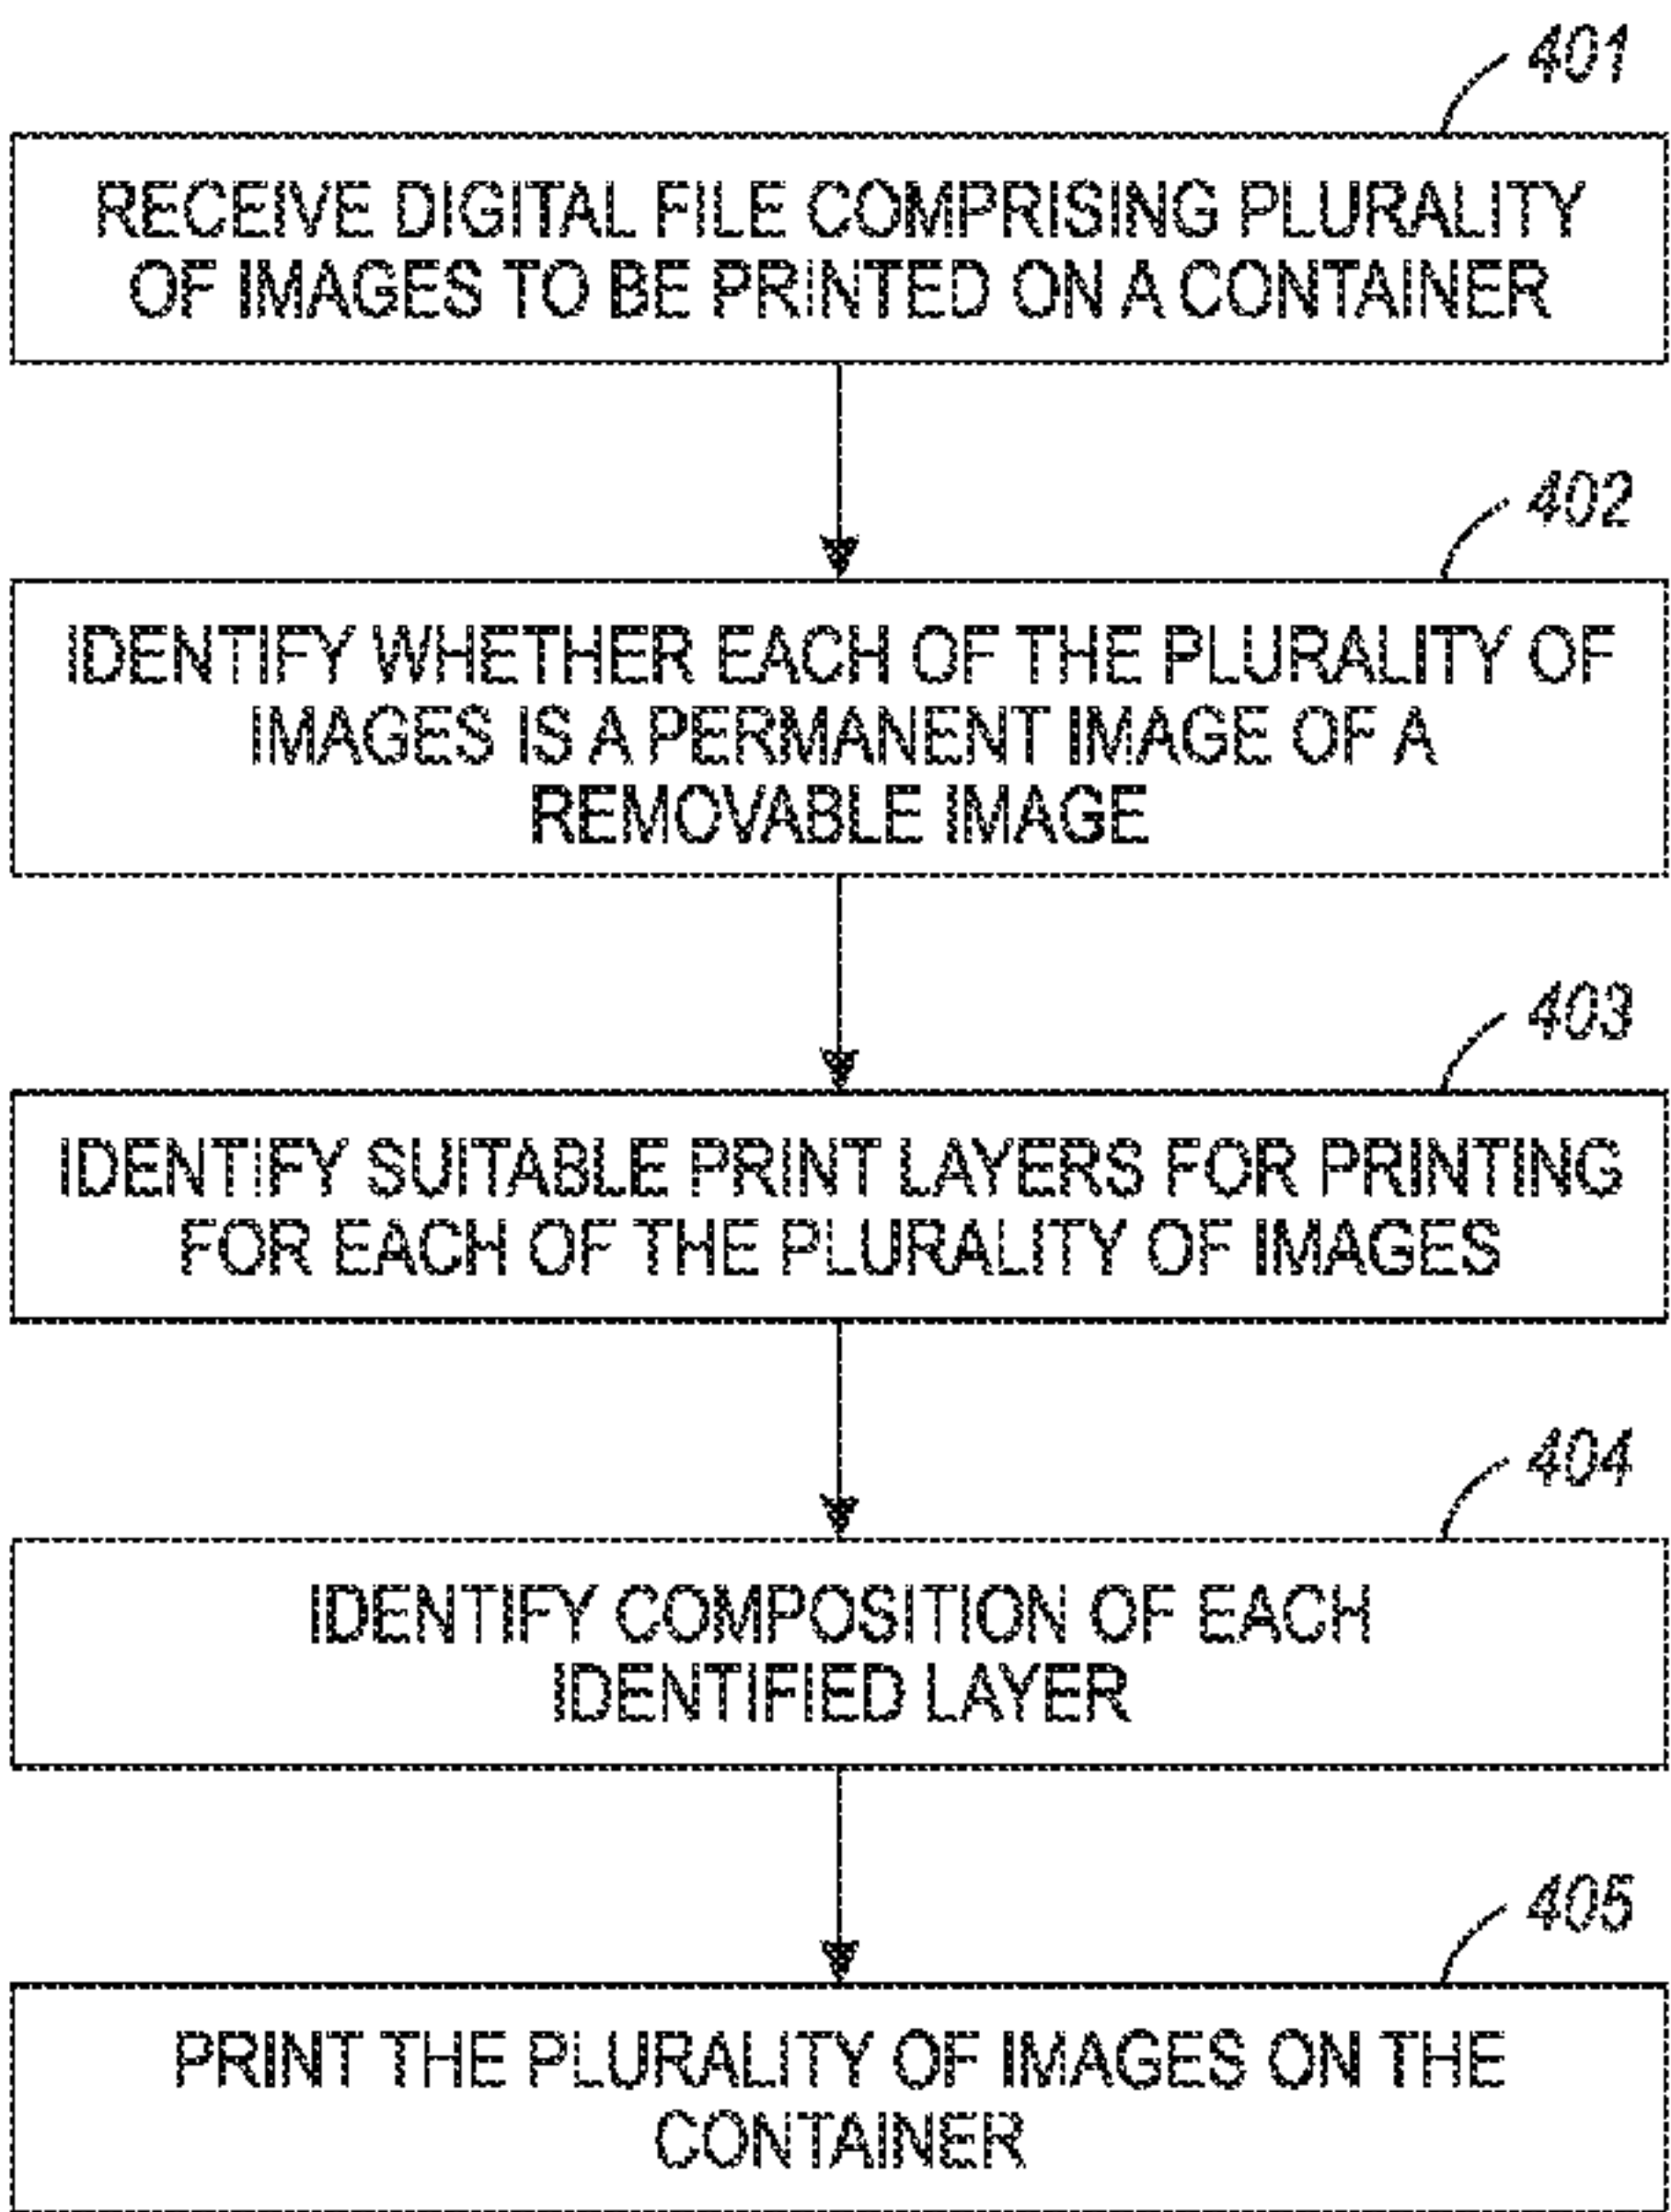 401
RECEIVE DIGITAL FILE COMPRISING PLURALITY
OF IMAGES TO BE PRINTED ON A CONTAINER
402
IDENTIFY WHETHER EACH OF THE PLURALITY OF
IMAGES IS A PERMANENT IMAGE OF A
REMOVABLE IMAGE
403
IDENTIFY SUITABLE PRINT LAYERS FOR PRINTING
FOR EACH OF THE PLURALITY OF IMAGES
404
IDENTIFY COMPOSITION OF EACH
IDENTIFIED LAYER
405
PRINT THE PLURALITY OF IMAGES ON THE
CONTAINER